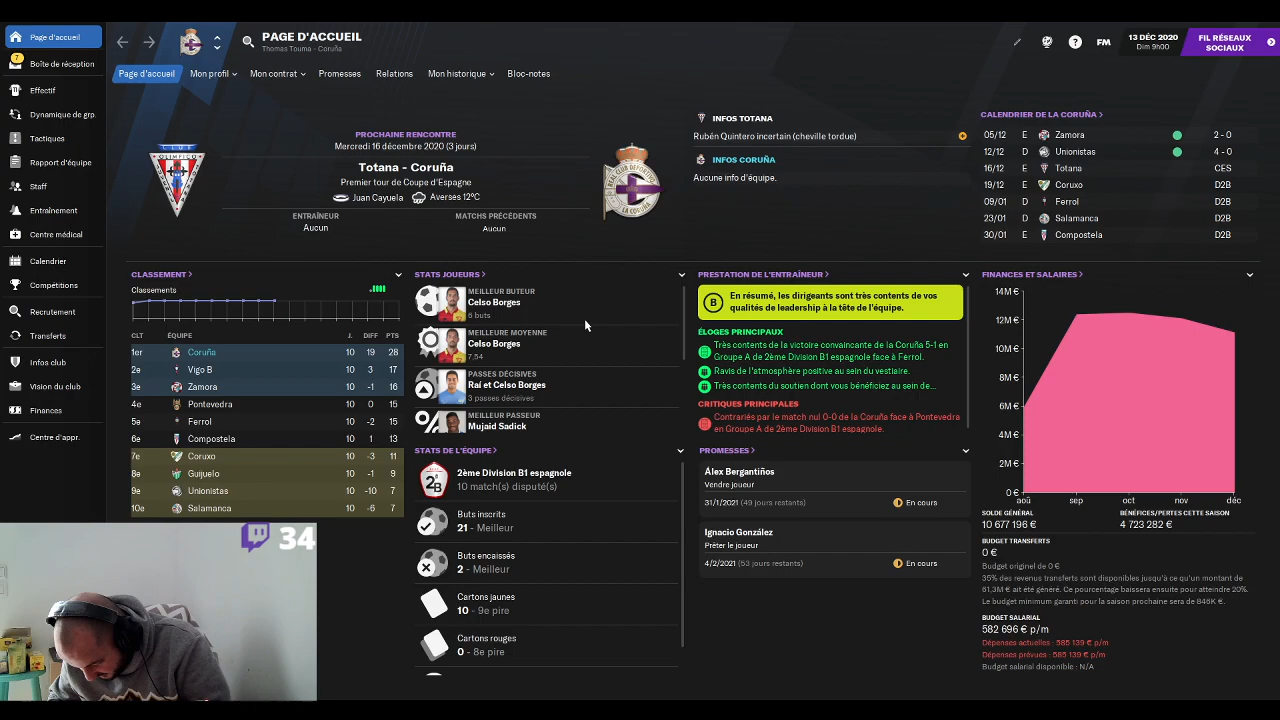 Page d'accueil
7
Boîte de réception
Effectif
Dynamique de grp.
Tactiques
Rapport d'équipe
Staff
Entraînement
Centre médical
Calendrier
Compétitions
Recrutement
Transferts
Infos club
Vision du club
Finances
Centre d'appr.
PAGE D'ACCUEIL
Thomas Touma - Coruña
FM
13 DÉC 2020
Dim 9h00
FIL RÉSEAUX
SOCIAUX
Page d'accueil
Mon profil
Mon contrat
Promesses
Relations
Mon historique
Bloc-notes
PROCHAINE RENCONTRE
Mercredi 16 décembre 2020 (3 jours)
Totana - Coruña
Premier tour de Coupe d'Espagne
Juan Cayuela
Averses 12°C
ENTRAÎNEUR
Aucun
MATCHS PRÉCÉDENTS
Aucun
INFOS TOTANA
Rubén Quintero incertain (cheville tordue)
INFOS CORUÑA
Aucune info d'équipe.
CALENDRIER DE LA CORUÑA
05/12 E Zamora 2 - 0
12/12 D Unionistas 4 - 0
16/12 E Totana CES
19/12 E Coruxo D2B
09/01 D Ferrol D2B
23/01 D Salamanca D2B
30/01 E Compostela D2B
CLASSEMENT
Classements
CLT ÉQUIPE J. DIFF PTS
1er Coruña 10 19 28
2e Vigo B 10 3 17
3e Zamora 10 -1 16
4e Pontevedra 10 0 15
5e Ferrol 10 -2 15
6e Compostela 10 1 13
7e Coruxo 10 -3 11
8e Guijuelo 10 -1 9
9e Unionistas 10 -10 7
10e Salamanca 10 -6 7
34
STATS JOUEURS
MEILLEUR BUTEUR
Celso Borges
6 buts
MEILLEURE MOYENNE
Celso Borges
7,54
PASSES DÉCISIVES
Raí et Celso Borges
3 passes décisives
MEILLEUR PASSEUR
Mujaid Sadick
STATS DE L'ÉQUIPE
2ème Division B1 espagnole
10 match(s) disputé(s)
Buts inscrits
21 - Meilleur
Buts encaissés
2 - Meilleur
Cartons jaunes
10 - 9e pire
Cartons rouges
0 - 8e pire
PRESTATION DE L'ENTRAÎNEUR
B
En résumé, les dirigeants sont très contents de vos
qualités de leadership à la tête de l'équipe.
ÉLOGES PRINCIPAUX
Très contents de la victoire convaincante de la Coruña 5-1 en
Groupe A de 2ème Division B1 espagnole face à Ferrol.
Ravis de l'atmosphère positive au sein du vestiaire.
Très contents du soutien dont vous bénéficiez au sein de...
CRITIQUES PRINCIPALES
Contrariés par le match nul 0-0 de la Coruña face à Pontevedra
en Groupe A de 2ème Division B1 espagnole.
PROMESSES
Álex Bergantiños
Vendre joueur
31/1/2021 (49 jours restants)
En cours
Ignacio González
Prêter le joueur
4/2/2021 (53 jours restants)
En cours
FINANCES ET SALAIRES
14M €
12M €
10M €
8M €
6M €
4M €
2M €
0 €
aoû sep oct nov déc
SOLDE GÉNÉRAL
10 677 196 €
BÉNÉFICES/PERTES CETTE SAISON
4 723 282 €
BUDGET TRANSFERTS
0 €
Budget originel de 0 €
35% des revenus transferts sont disponibles jusqu'à ce qu'un montant de
61,3M € ait été généré. Ce pourcentage baissera ensuite pour atteindre 20%.
Le budget minimum garanti pour la saison prochaine sera de 846K €.
BUDGET SALARIAL
582 696 € p/m
Dépenses actuelles : 585 139 € p/m
Dépenses prévues : 585 139 € p/m
Budget salarial disponible : N/A